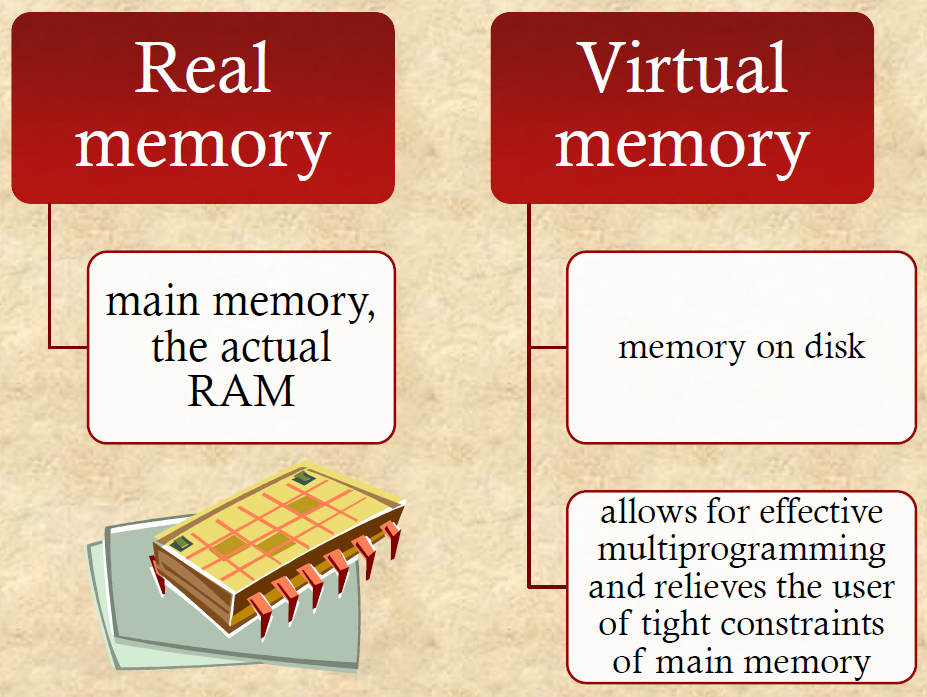 Real
memory
main memory,
the actual
RAM
Virtual
memory
memory on disk
allows for effective
multiprogramming
and relieves the user
of tight constraints
of main memory